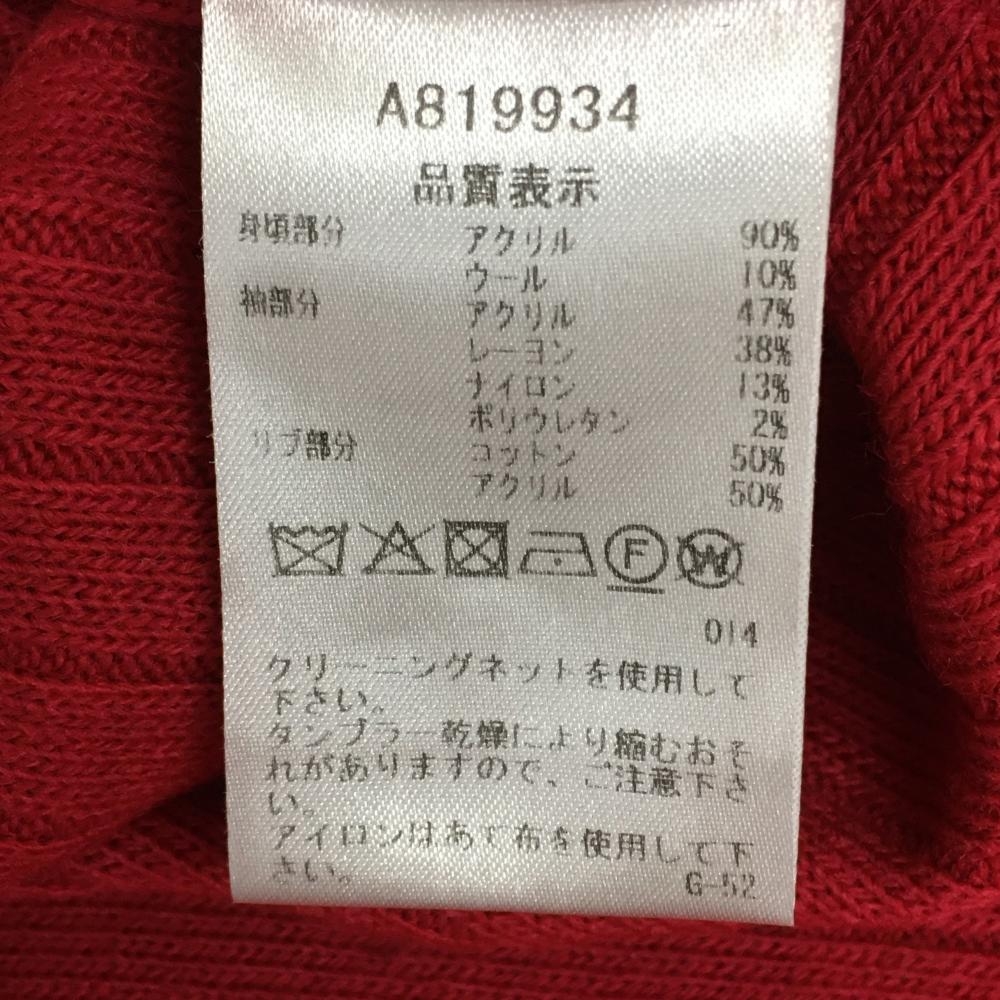 A819934
品質表示
身頃部分 アクリル 90%
ウール 10%
袖部分 アクリル 47%
レーヨン 38%
ナイロン 13%
ポリウレタン 2%
リブ部分 コットン 50%
アクリル 50%
F W
014
クリーニングネットを使用して
下さい。
タンブラー乾燥により縮むおそ
れがありますので、ご注意下さ
い。
アイロンはあて布を使用して下
さい。
G-52